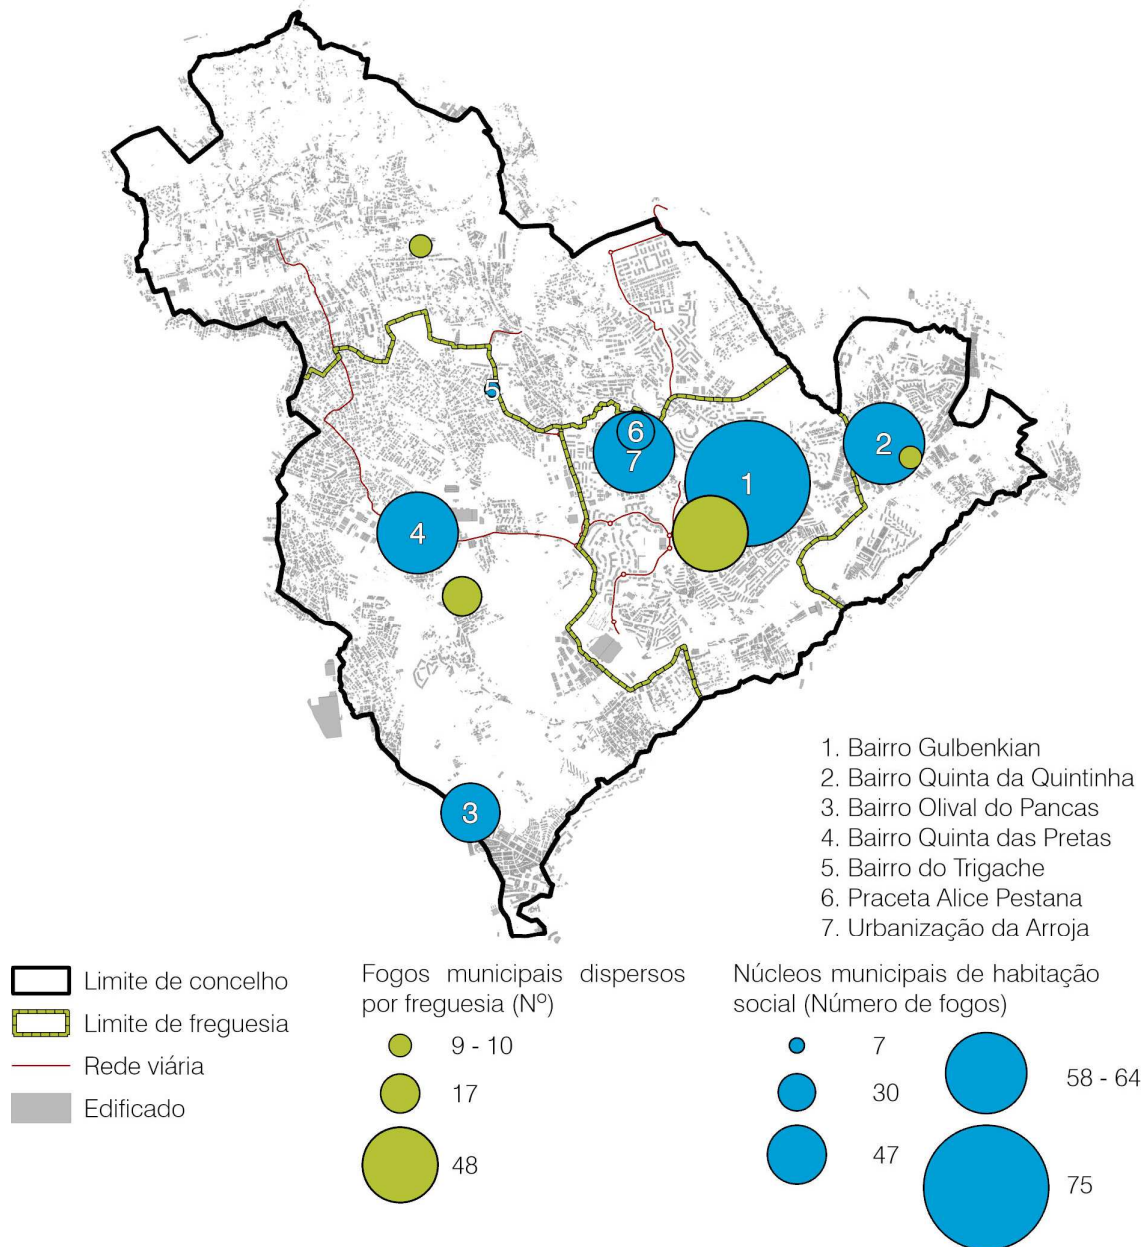 5
6
7
1
2
4
3
1. Bairro Gulbenkian
2. Bairro Quinta da Quintinha
3. Bairro Olival do Pancas
4. Bairro Quinta das Pretas
5. Bairro do Trigache
6. Praceta Alice Pestana
7. Urbanização da Arroja
Limite de concelho
Limite de freguesia
Rede viária
Edificado
Fogos municipais dispersos
por freguesia (Nº)
9 - 10
17
48
Núcleos municipais de habitação
social (Número de fogos)
7
30
47
58 - 64
75